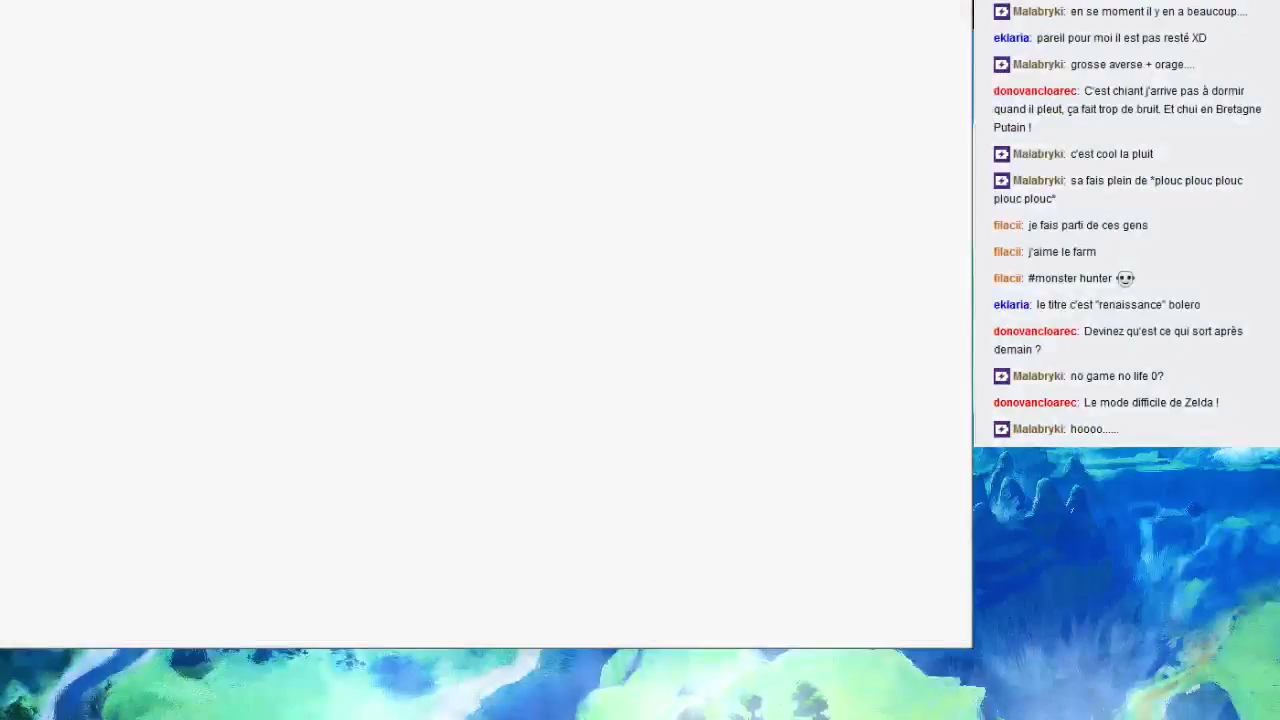 Malabryki: en se moment il y en a beaucoup....
eklaria: pareil pour moi il est pas resté XD
Malabryki: grosse averse + orage....
donovancloarec: C'est chiant j'arrive pas à dormir
quand il pleut, ça fait trop de bruit. Et chui en Bretagne
Putain !
Malabryki: c'est cool la pluit
Malabryki: sa fais plein de *plouc plouc plouc
plouc plouc*
filacii: je fais parti de ces gens
filacii: j'aime le farm
filacii: #monster hunter
eklaria: le titre c'est "renaissance" bolero
donovancloarec: Devinez qu'est ce qui sort après
demain ?
Malabryki: no game no life 0?
donovancloarec: Le mode difficile de Zelda !
Malabryki: hoooo......